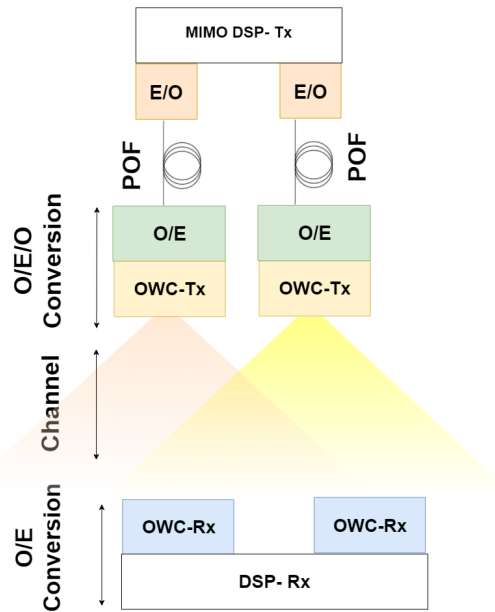 MIMO DSP- Tx
E/O
E/O
POF
POF
O/E/O
Conversion
O/E
O/E
OWC-Tx
OWC-Tx
Channel
O/E
Conversion
OWC-Rx
OWC-Rx
DSP- Rx